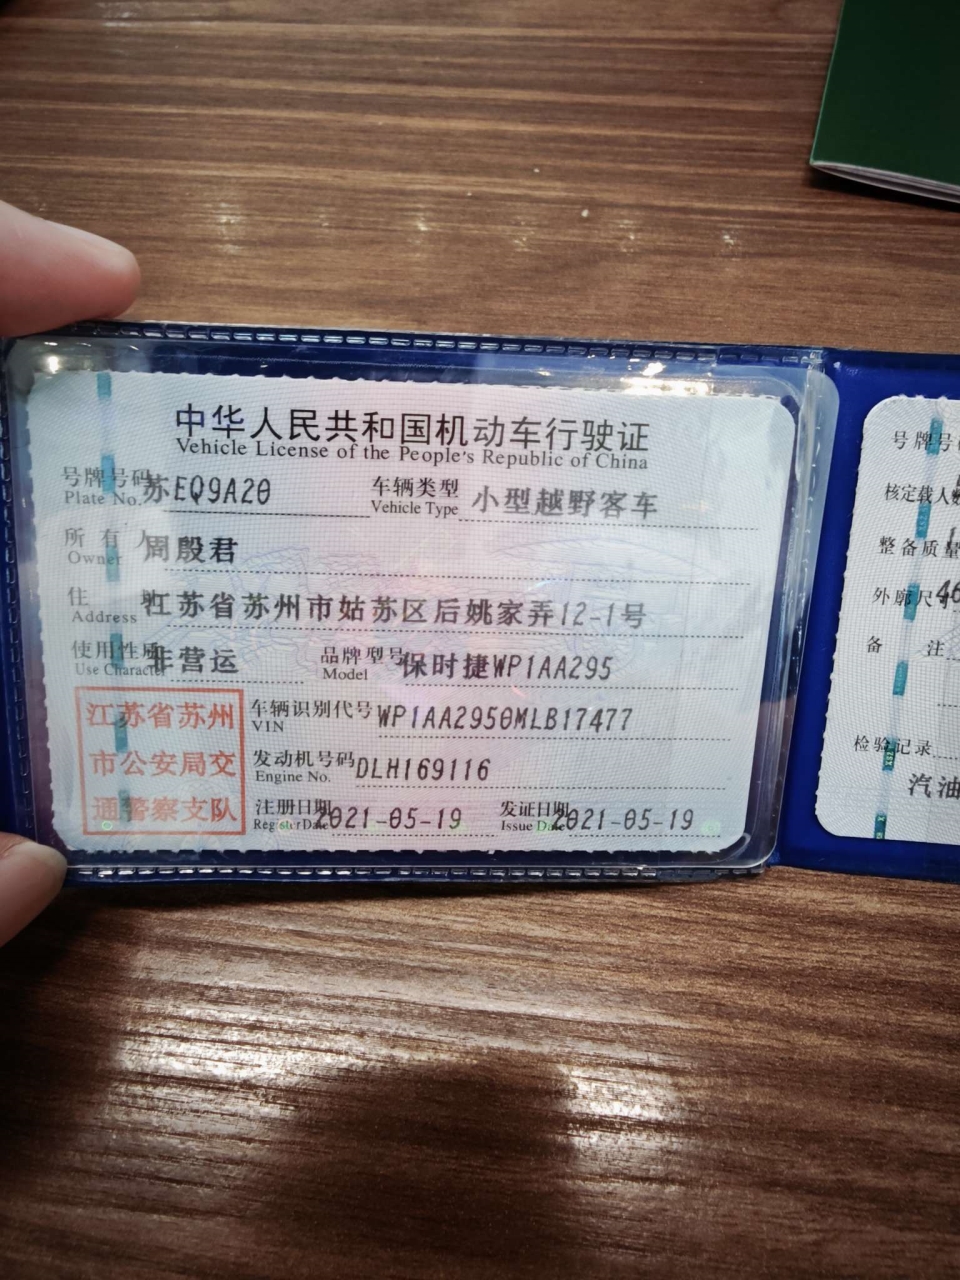 中华人民共和国机动车行驶证
Vehicle License of the People's Republic of China
号牌号码 苏EQ9A20 车辆类型 小型越野客车
Plate No. Vehicle Type
所有人 周殷君
Owner
住 江苏省苏州市姑苏区后姚家弄12-1号
Address
使用性质 非营运 品牌型号 保时捷WP1AA295
Use Character Model
江苏省苏州
市公安局交
通警察支队
车辆识别代号 WP1AA2950MLB17477
VIN
发动机号码 DLH169116
Engine No.
注册日期 2021-05-19 发证日期 2021-05-19
Register Date Issue Date
号牌号
核定载人数
整备质量
外廓尺寸 46
备 注
检验记录
汽油